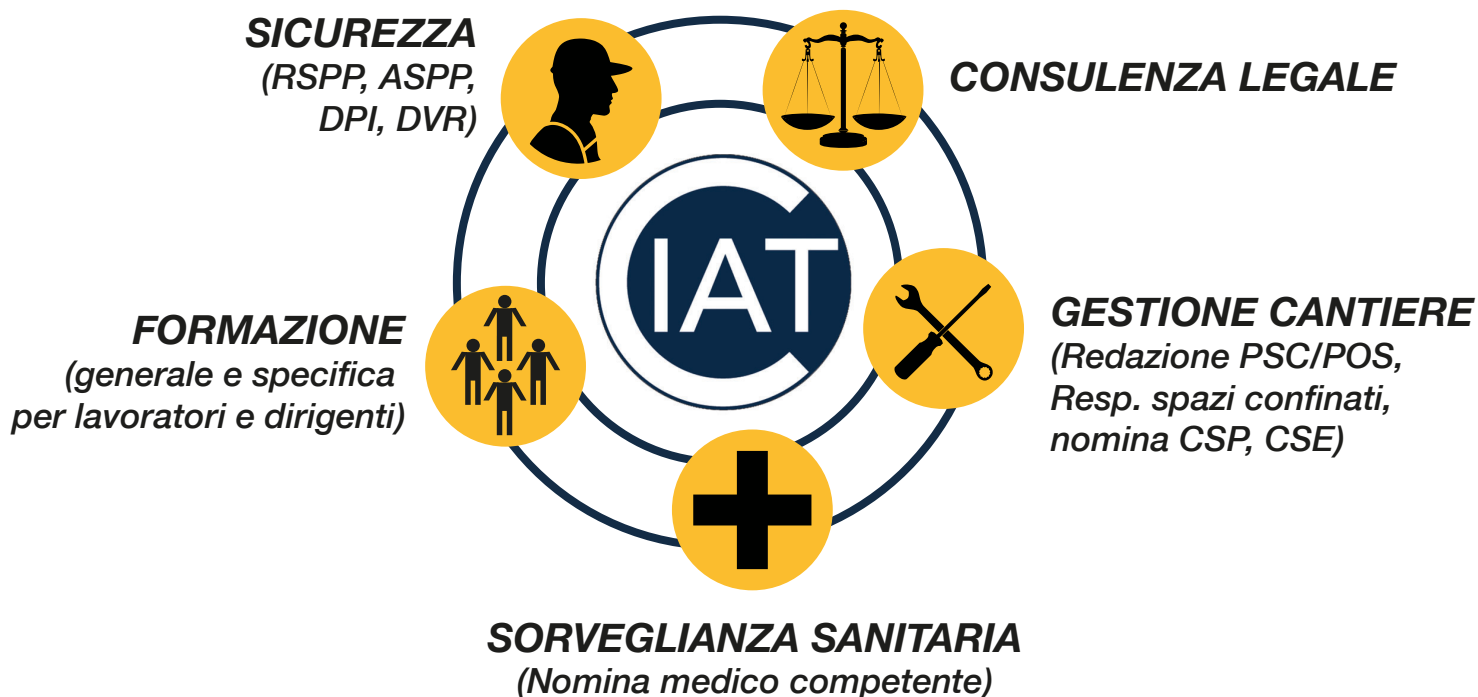 SICUREZZA
(RSPP, ASPP,
DPI, DVR)
CONSULENZA LEGALE
CIAT
FORMAZIONE
(generale e specifica
per lavoratori e dirigenti)
GESTIONE CANTIERE
(Redazione PSC/POS,
Resp. spazi confinati,
nomina CSP, CSE)
SORVEGLIANZA SANITARIA
(Nomina medico competente)